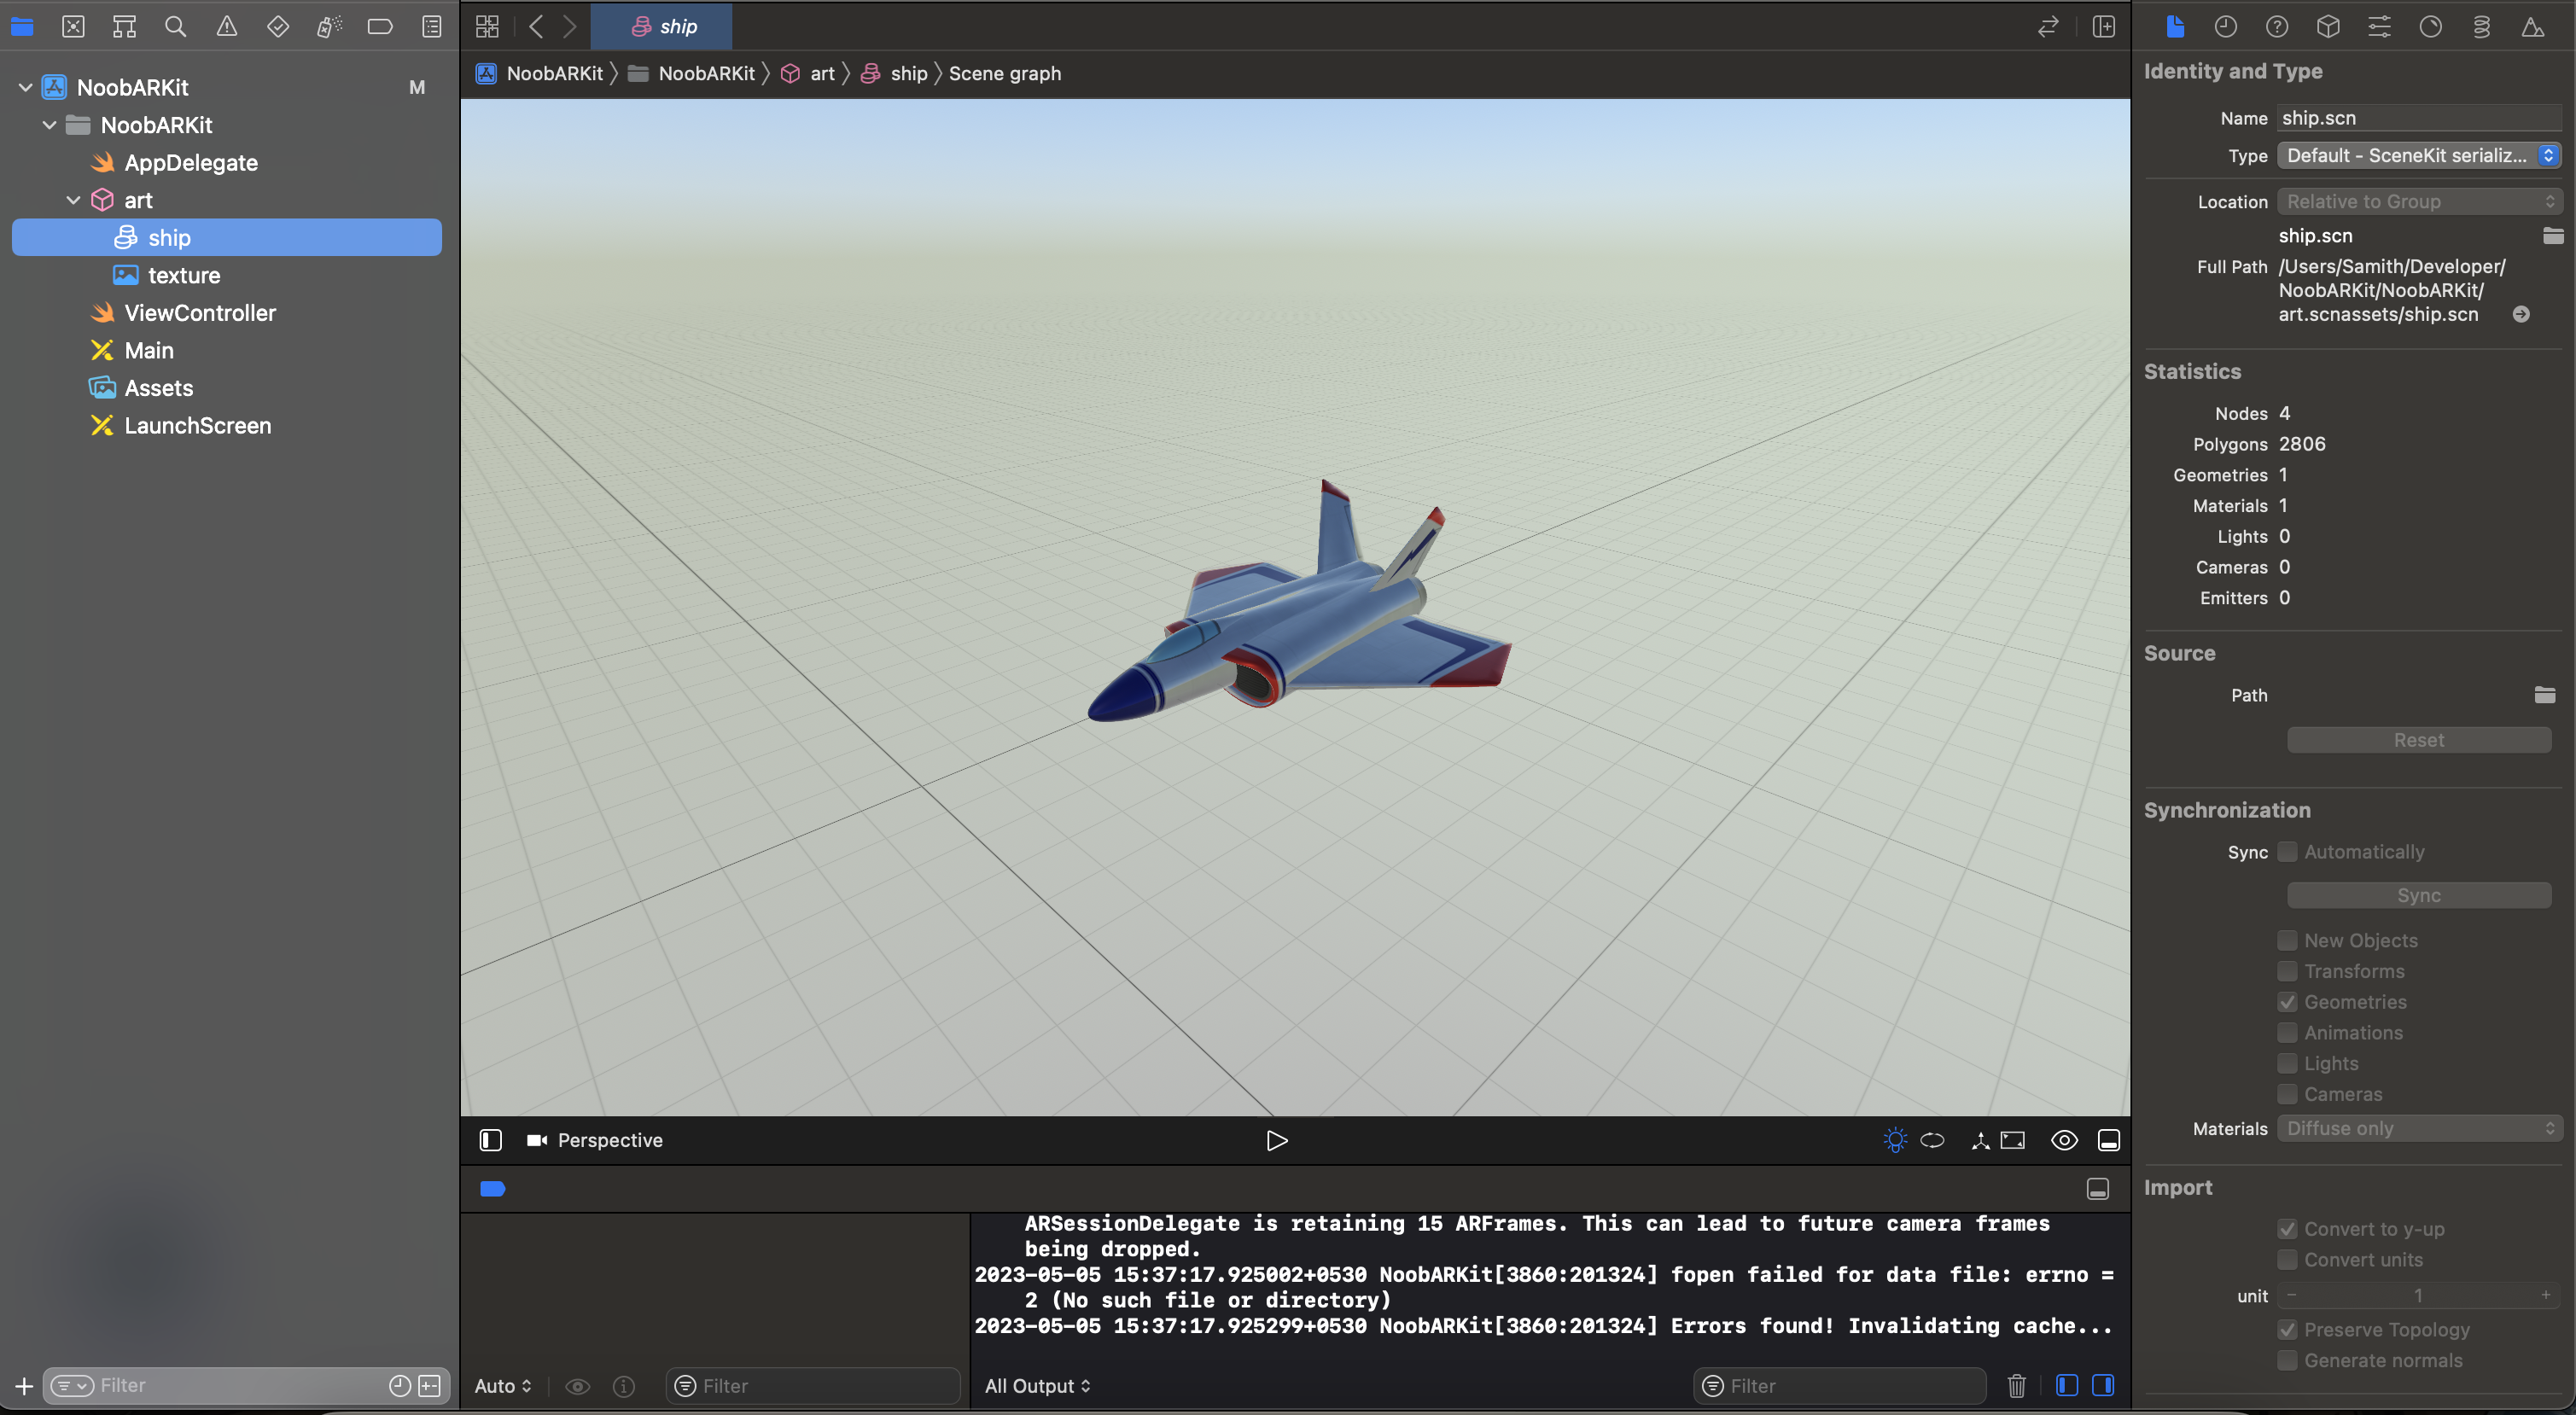 NoobARKit M
NoobARKit
AppDelegate
art
ship
texture
ViewController
Main
Assets
LaunchScreen
Filter
ship
NoobARKit NoobARKit art ship Scene graph
Perspective
ARSessionDelegate is retaining 15 ARFrames. This can lead to future camera frames
being dropped.
2023-05-05 15:37:17.925002+0530 NoobARKit[3860:201324] fopen failed for data file: errno =
2 (No such file or directory)
2023-05-05 15:37:17.925299+0530 NoobARKit[3860:201324] Errors found! Invalidating cache...
Auto Filter
All Output Filter
Identity and Type
Name ship.scn
Type Default - SceneKit serializ...
Location Relative to Group
ship.scn
Full Path /Users/Samith/Developer/
NoobARKit/NoobARKit/
art.scnassets/ship.scn
Statistics
Nodes 4
Polygons 2806
Geometries 1
Materials 1
Lights 0
Cameras 0
Emitters 0
Source
Path
Reset
Synchronization
Sync Automatically
Sync
New Objects
Transforms
Geometries
Animations
Lights
Cameras
Materials Diffuse only
Import
Convert to y-up
Convert units
unit − 1 +
Preserve Topology
Generate normals